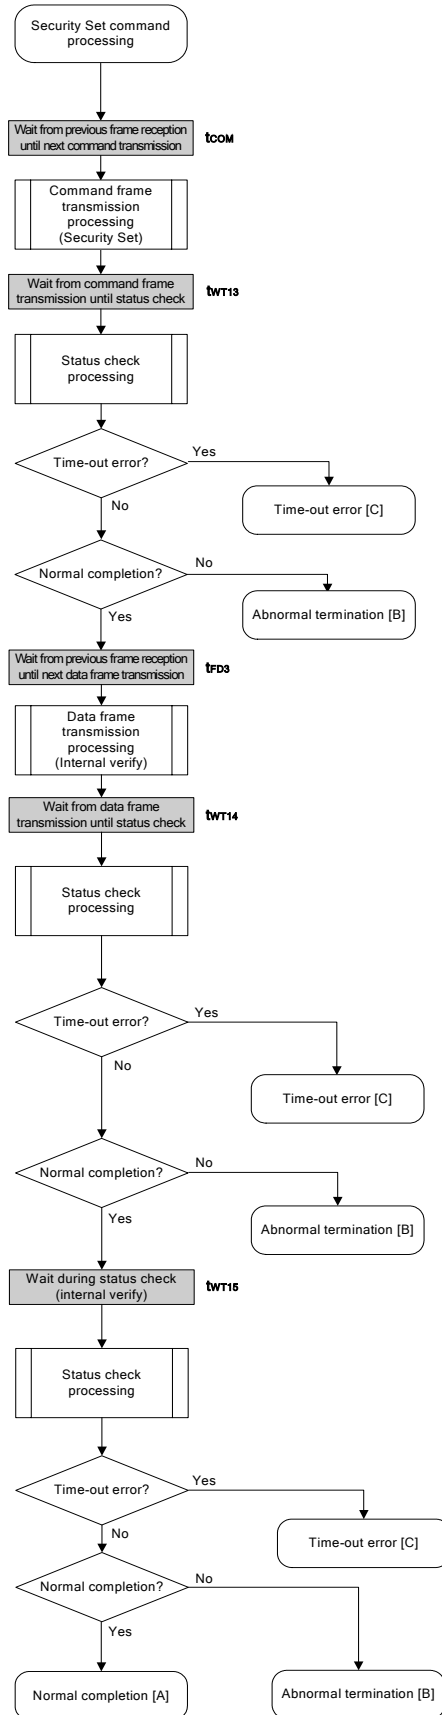 Security Set command
processing
Wait from previous frame reception
until next command transmission
tCOM
Command frame
transmission
processing
(Security Set)
Wait from command frame
transmission until status check
tWT13
Status check
processing
Time-out error?
Yes
No
Time-out error [C]
Normal completion?
No
Yes
Abnormal termination [B]
Wait from previous frame reception
until next data frame transmission
tFD3
Data frame
transmission
processing
(Internal verify)
Wait from data frame
transmission until status check
tWT14
Status check
processing
Time-out error?
Yes
No
Time-out error [C]
Normal completion?
No
Yes
Abnormal termination [B]
Wait during status check
(internal verify)
tWT15
Status check
processing
Time-out error?
Yes
No
Time-out error [C]
Normal completion?
No
Yes
Normal completion [A]
Abnormal termination [B]